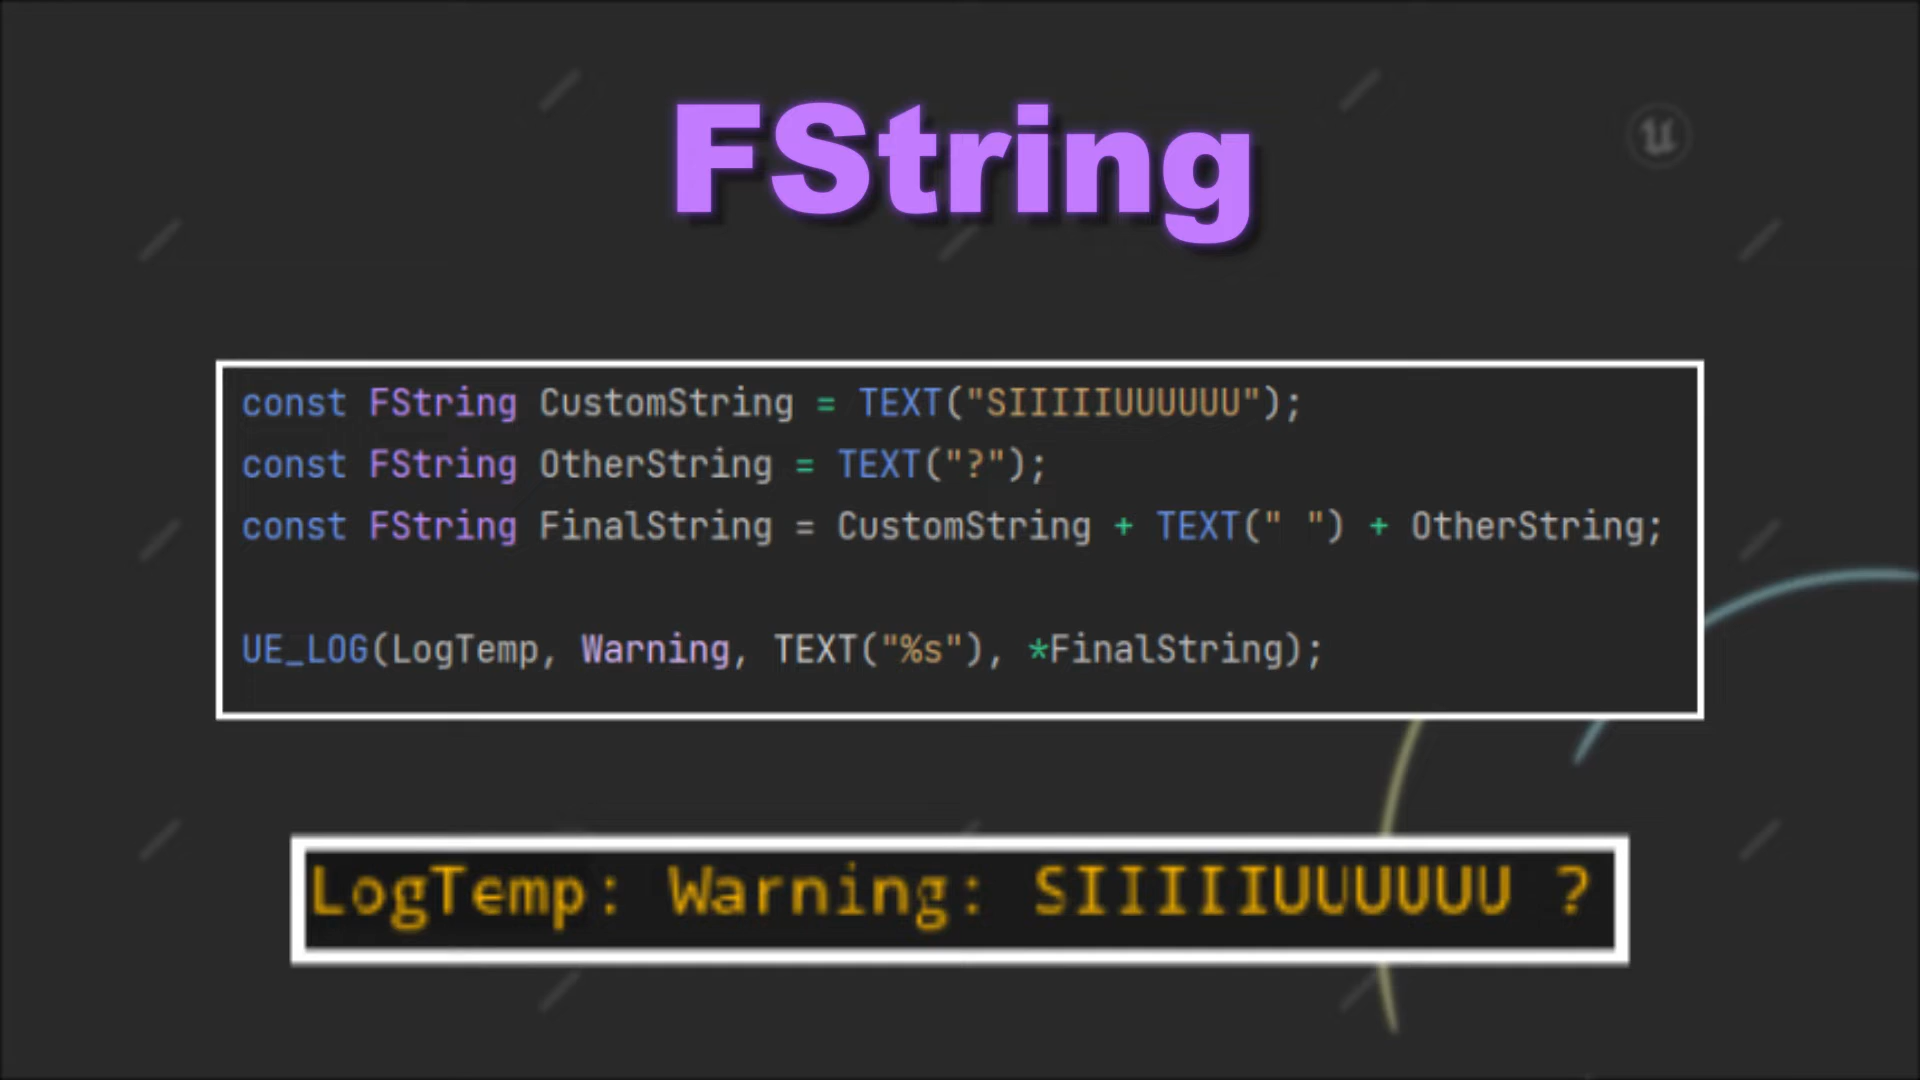 FString
const FString CustomString = TEXT("SIIIIIUUUUUU");
const FString OtherString = TEXT("?");
const FString FinalString = CustomString + TEXT(" ") + OtherString;
UE_LOG(LogTemp, Warning, TEXT("%s"), *FinalString);
LogTemp: Warning: SIIIIIUUUUUU ?